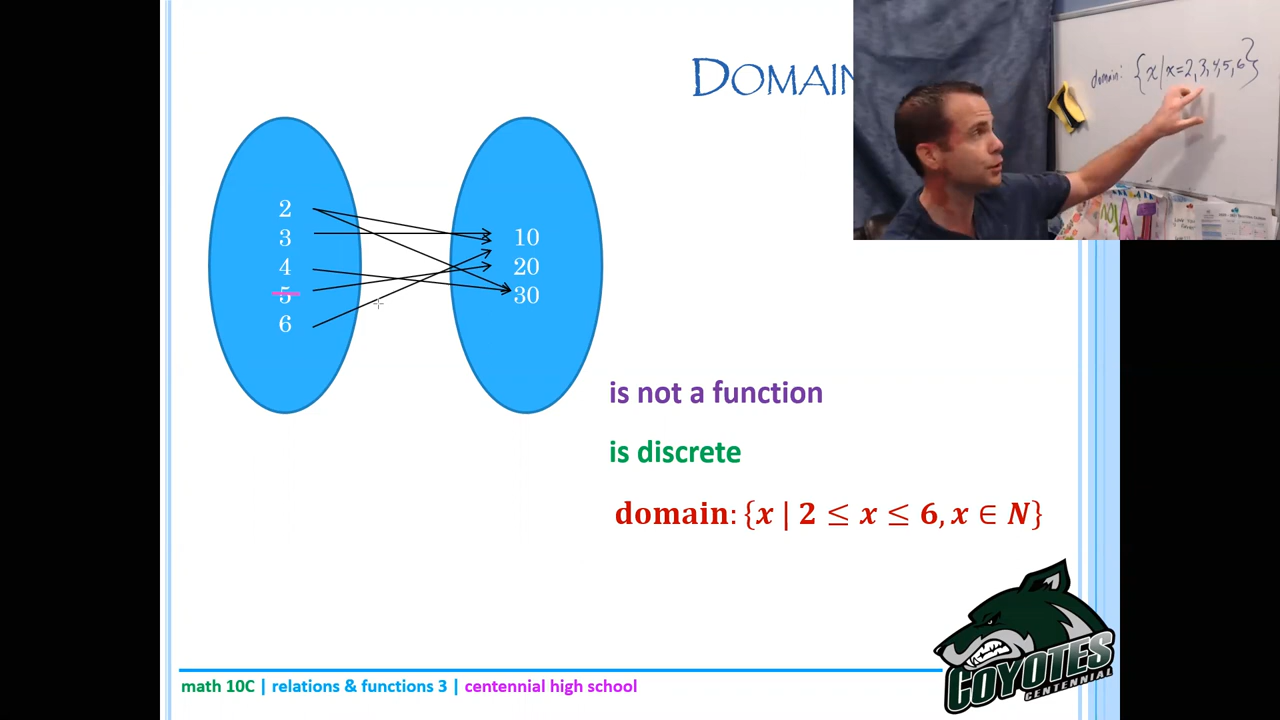 DOMAIN
domain: {x | x = 2, 3, 4, 5, 6}
2
3
4
5
6
10
20
30
is not a function
is discrete
domain: {x | 2 ≤ x ≤ 6, x ∈ N}
COYOTES
CENTENNIAL
math 10C | relations & functions 3 | centennial high school